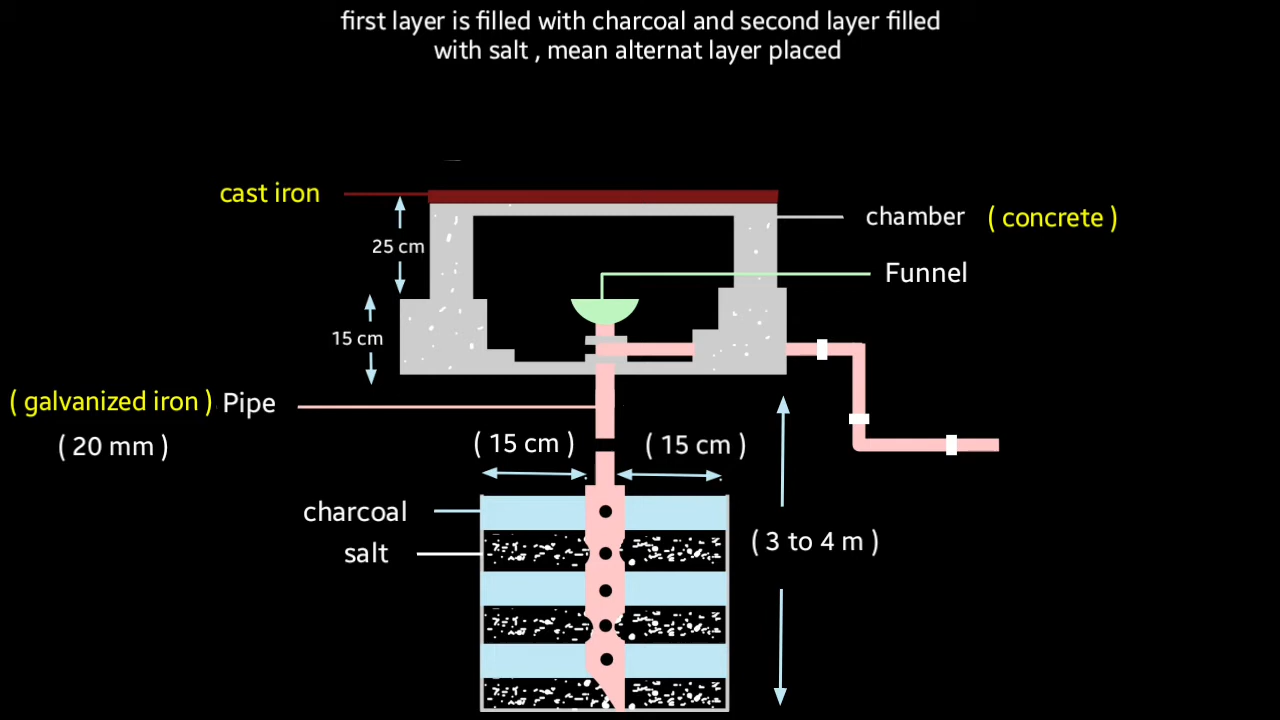 first layer is filled with charcoal and second layer filled
with salt , mean alternat layer placed
cast iron
25 cm
chamber ( concrete )
Funnel
15 cm
( galvanized iron ) Pipe
( 20 mm )
( 15 cm ) ( 15 cm )
charcoal
salt
( 3 to 4 m )